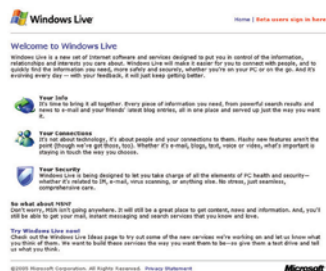 Windows Live
Home | Beta users sign in here
Welcome to Windows Live
Windows Live is a new set of Internet software and services designed to put you in control of the information,
relationships and interests you care about. Windows Live will make it easier for you to connect with people, and to
quickly find the information you need, more safely and securely, whether you're on your PC or on the go. And it's
evolving every day — with your feedback, it will just keep getting better.
Your Info
It's time to bring it all together. Every piece of information you need, from powerful search results and
news to e-mail and your friends' latest blog entries, all in one place and served up just the way you want
it.
Your Connections
It's not about technology, it's about people and your connections to them. Flashy new features aren't the
point (though we've got those, too). Whether it's e-mail, blogs, text, voice or video, what's important is
staying in touch the way you choose.
Your Security
Windows Live is being designed to let you take charge of all the elements of PC health and security—
whether it's related to IM, e-mail, virus scanning, or anything else. No stress, just seamless,
comprehensive care.
So what about MSN?
Don't worry, MSN isn't going anywhere. It will still be a great place to get content, news and information. And, you'll
still be able to get your mail, instant messaging and search services that you know and love.
Try Windows Live now!
Check out the Windows Live Ideas page to try out some of the new services we're working on and let us know what
you think of them. We want to build these services the way you want them to be—so give them a test drive and tell
us what you think.
©2005 Microsoft Corporation. All Rights Reserved. Privacy Statement
Microsoft